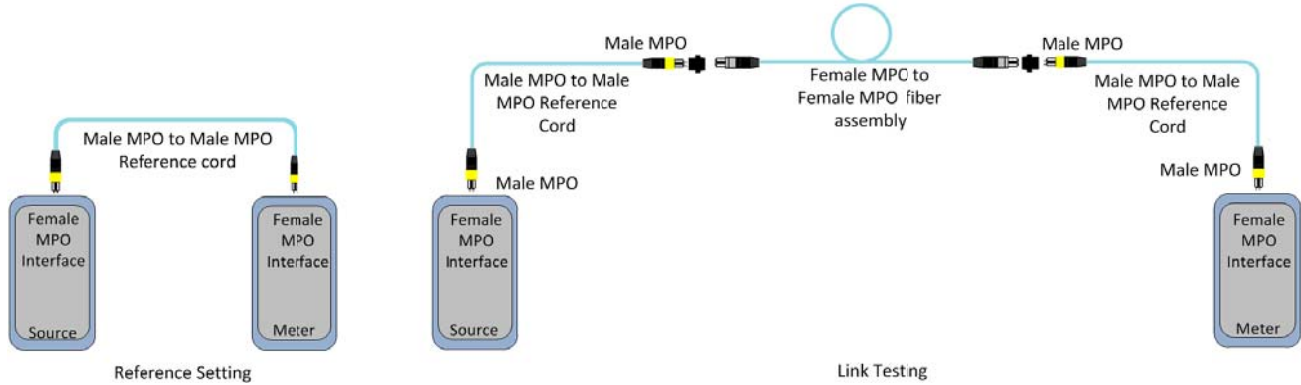 Male MPO to Male MPO
Reference cord
Female
MPO
Interface
Source
Female
MPO
Interface
Meter
Reference Setting
Male MPO
Male MPO to Male
MPO Reference
Cord
Male MPO
Female
MPO
Interface
Source
Female MPO to
Female MPO fiber
assembly
Male MPO
Male MPO to Male
MPO Reference
Cord
Male MPO
Female
MPO
Interface
Meter
Link Testing